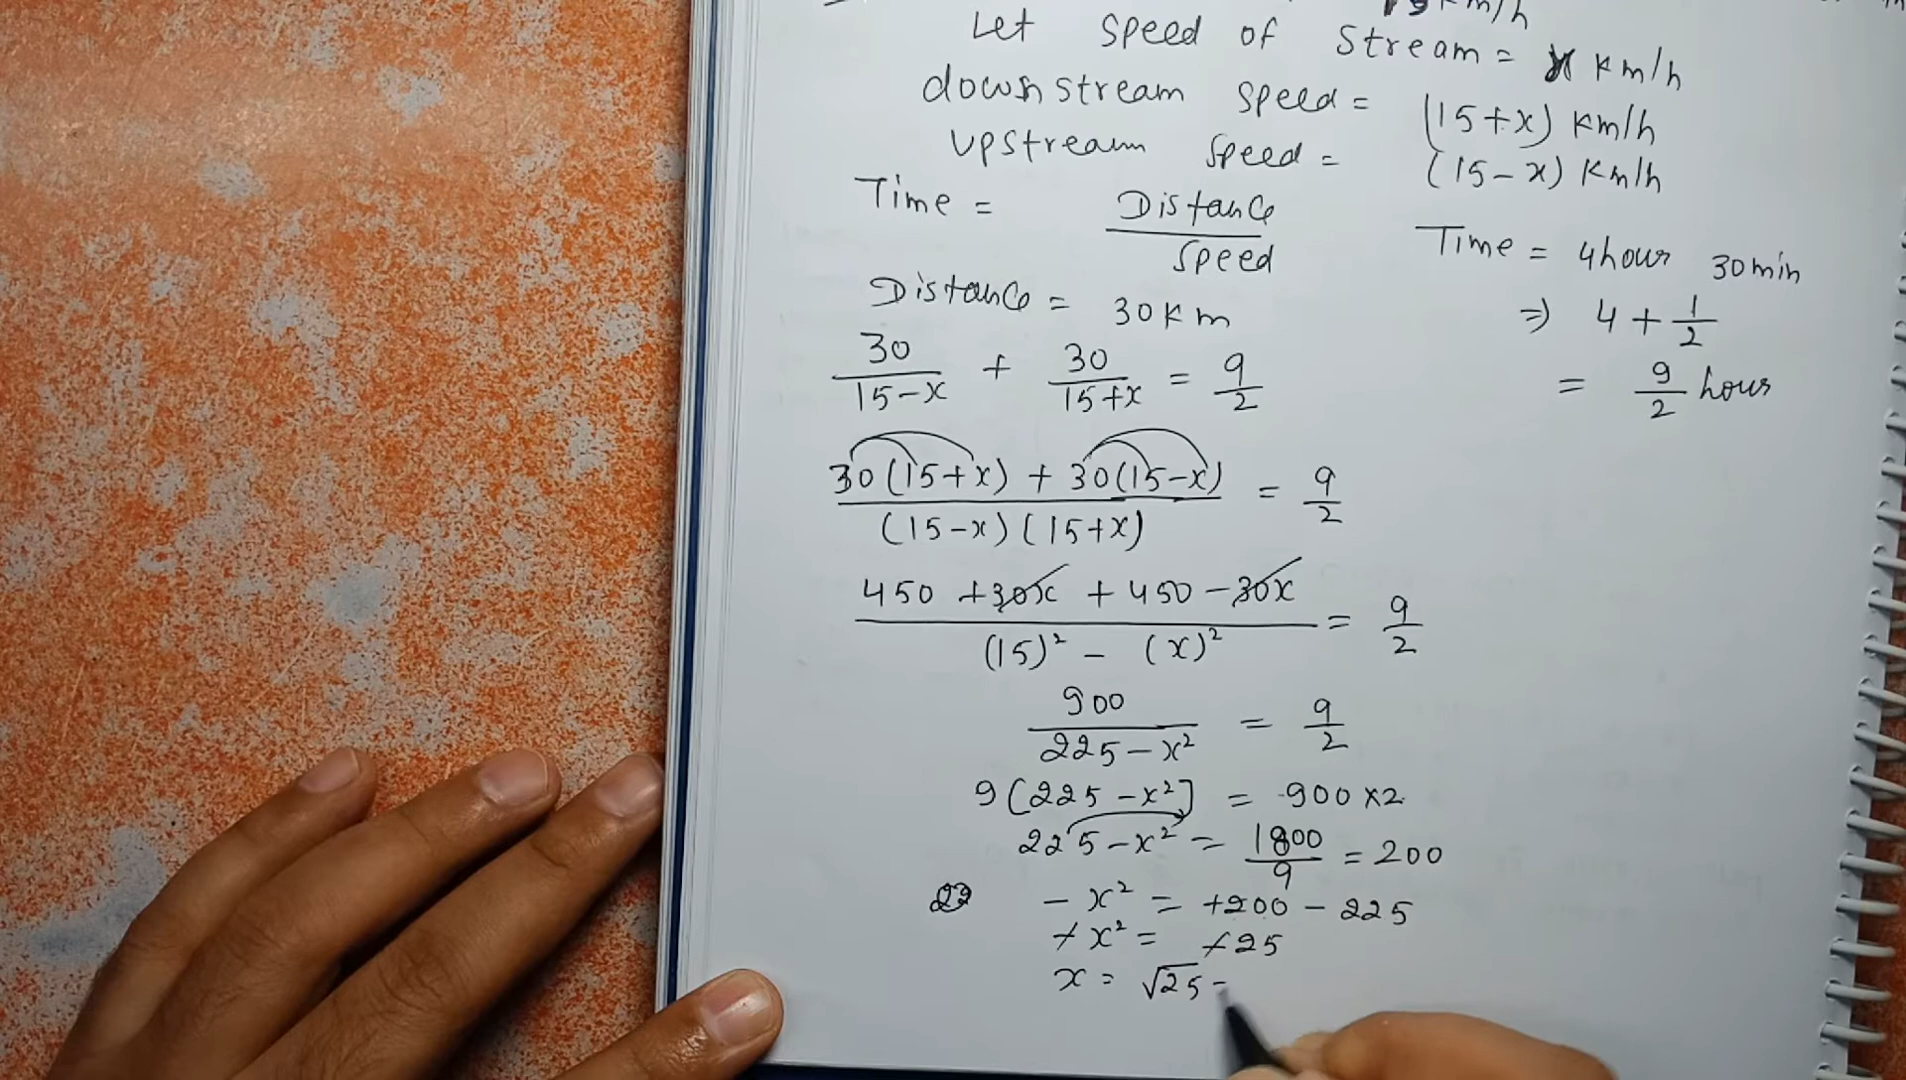 km/h
Let speed of stream = x km/h
downstream speed = (15+x) km/h
upstream speed = (15-x) km/h
Time = Distance / speed
Time = 4 hour 30 min
Distance = 30 km
⇒ 4 + 1/2
= 9/2 hour
30/15-x + 30/15+x = 9/2
30(15+x) + 30(15-x) / (15-x)(15+x) = 9/2
450 +30x + 450 -30x / (15)² - (x)² = 9/2
900 / 225-x² = 9/2
9(225-x²) = 900×2
225-x² = 1800/9 = 200
-x² = +200 - 225
-x² = -25
x = √25 -